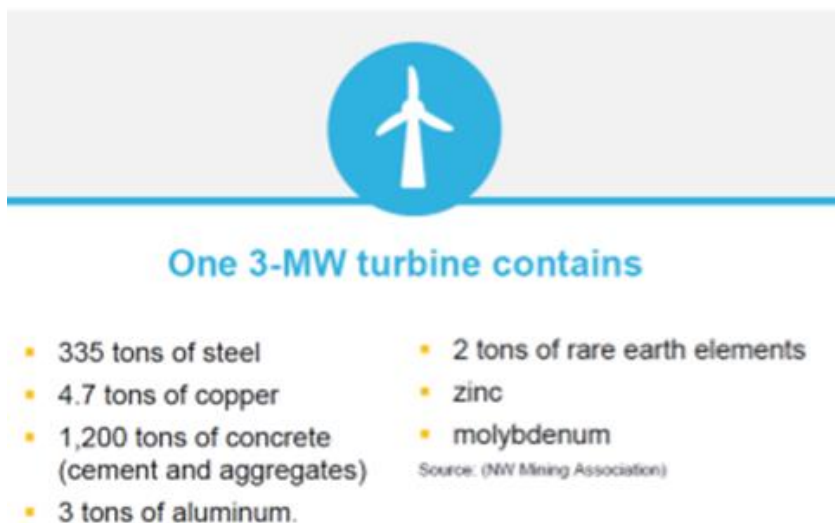 One 3-MW turbine contains
335 tons of steel
4.7 tons of copper
1,200 tons of concrete
(cement and aggregates)
3 tons of aluminum.
2 tons of rare earth elements
zinc
molybdenum
Source: (NW Mining Association)